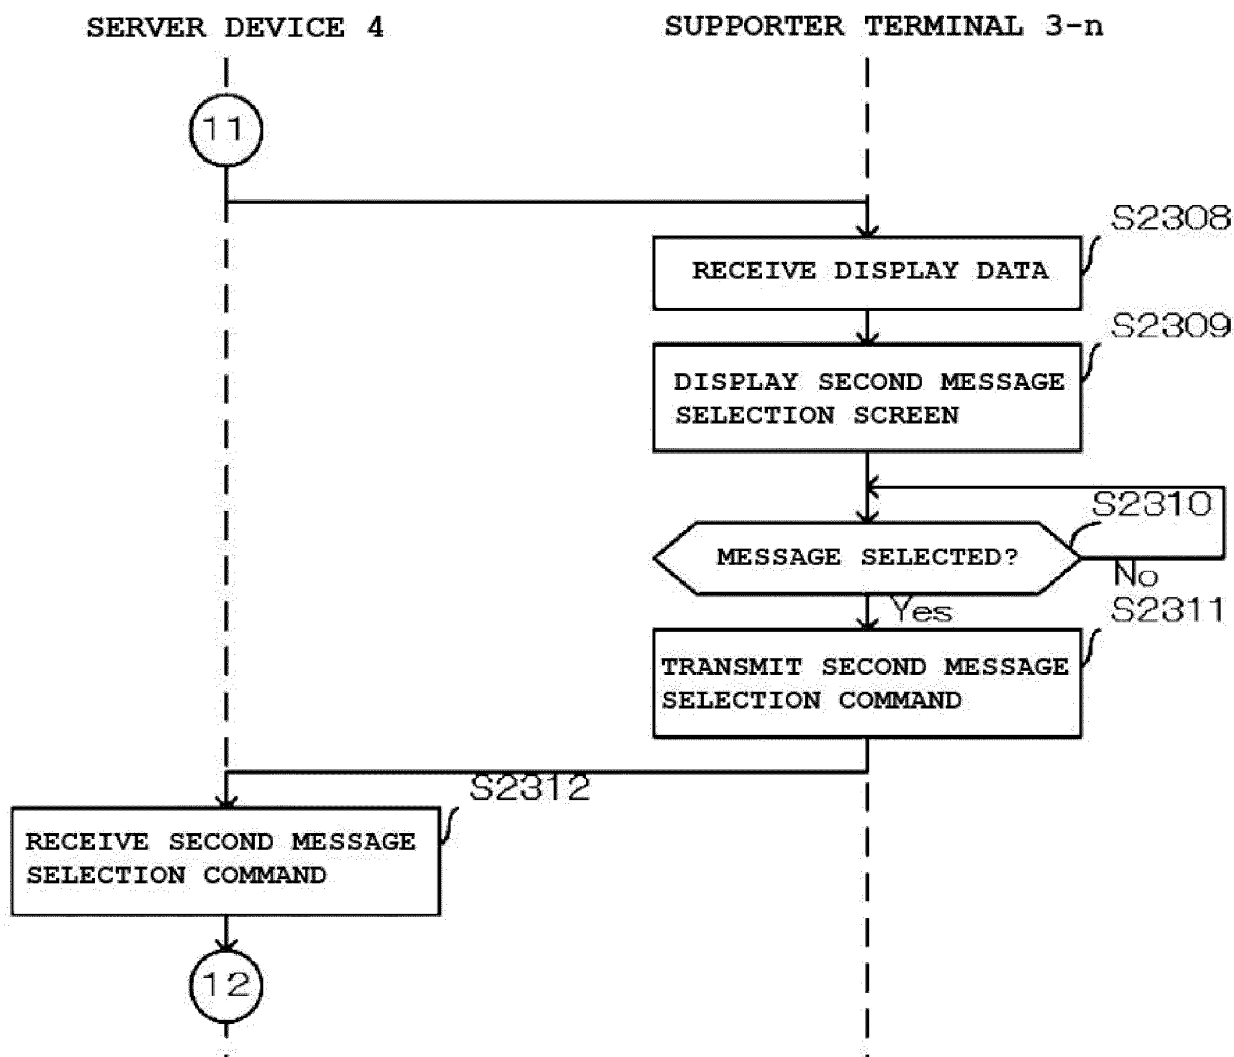 SERVER DEVICE 4
SUPPORTER TERMINAL 3-n
11
S2308
RECEIVE DISPLAY DATA
S2309
DISPLAY SECOND MESSAGE
SELECTION SCREEN
S2310
MESSAGE SELECTED?
No
Yes
S2311
TRANSMIT SECOND MESSAGE
SELECTION COMMAND
S2312
RECEIVE SECOND MESSAGE
SELECTION COMMAND
12